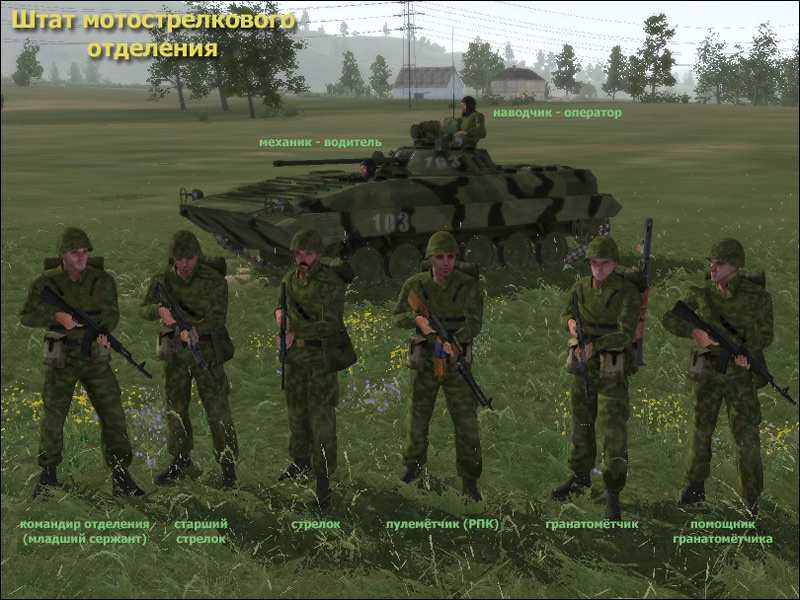 Штат мотострелкового
отделения
наводчик - оператор
механик - водитель
103
103
командир отделения
(младший сержант)
старший
стрелок
стрелок
пулемётчик (РПК)
гранатомётчик
помощник
гранатомётчика